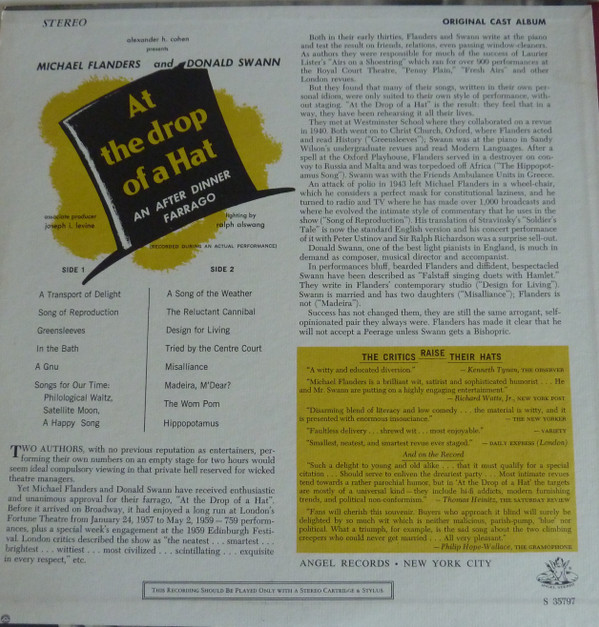 STEREO
alexander h. cohen
presents
MICHAEL FLANDERS and DONALD SWANN
At
the drop
of a Hat
AN AFTER DINNER
FARRAGO
associate producer
joseph i. levine
lighting by
ralph alswang
(RECORDED DURING AN ACTUAL PERFORMANCE)
SIDE 1
A Transport of Delight
Song of Reproduction
Greensleeves
In the Bath
A Gnu
Songs for Our Time:
Philological Waltz,
Satellite Moon,
A Happy Song
SIDE 2
A Song of the Weather
The Reluctant Cannibal
Design for Living
Tried by the Centre Court
Misalliance
Madeira, M'Dear?
The Wom Pom
Hippopotamus
TWO AUTHORS, with no previous reputation as entertainers, per-
forming their own numbers on an empty stage for two hours would
seem ideal compulsory viewing in that private hell reserved for wicked
theatre managers.
Yet Michael Flanders and Donald Swann have received enthusiastic
and unanimous approval for their farrago, "At the Drop of a Hat".
Before it arrived on Broadway, it had enjoyed a long run at London's
Fortune Theatre from January 24, 1957 to May 2, 1959—759 perform-
ances, plus a special week's engagement at the 1959 Edinburgh Festi-
val. London critics described the show as "the neatest . . . smartest . . .
brightest . . . wittiest . . . most civilized . . . scintillating . . . exquisite
in every respect," etc.
ORIGINAL CAST ALBUM
Both in their early thirties, Flanders and Swann write at the piano
and test the result on friends, relations, even passing window-cleaners.
As authors they were responsible for much of the success of Laurier
Lister's "Airs on a Shoestring" which ran for over 900 performances at
the Royal Court Theatre, "Penny Plain," "Fresh Airs" and other
London revues.
But they found that many of their songs, written in their own per-
sonal idiom, were only suited to their own style of performance, with-
out staging. "At the Drop of a Hat" is the result: they feel that in a
way, they have been rehearsing it all their lives.
They met at Westminster School where they collaborated on a revue
in 1940. Both went on to Christ Church, Oxford, where Flanders acted
and read History ("Greensleeves"); Swann was at the piano in Sandy
Wilson's undergraduate revues and read Modern Languages. After a
spell at the Oxford Playhouse, Flanders served in a destroyer on con-
voy to Russia and Malta and was torpedoed off Africa ("The Hippopot-
amus Song"). Swann was with the Friends Ambulance Units in Greece.
An attack of polio in 1943 left Michael Flanders in a wheel-chair,
which he considers a perfect mask for constitutional laziness, and he
turned to radio and TV where he has made over 1,000 broadcasts and
where he evolved the intimate style of commentary that he uses in the
show ("Song of Reproduction"). His translation of Stravinsky's "Soldier's
Tale" is now the standard English version and his concert performance
of it with Peter Ustinov and Sir Ralph Richardson was a surprise sell-out.
Donald Swann, one of the best light pianists in England, is much in
demand as composer, musical director and accompanist.
In performances bluff, bearded Flanders and diffident, bespectacled
Swann have been described as "Falstaff singing duets with Hamlet."
They write in Flanders' contemporary studio ("Design for Living").
Swann is married and has two daughters ("Misalliance"); Flanders is
not ("Madeira").
Success has not changed them, they are still the same arrogant, self-
opinionated pair they always were. Flanders has made it clear that he
will not accept a Peerage unless Swann gets a Bishopric.
THE CRITICS RAISE THEIR HATS
"A witty and educated diversion." — Kenneth Tynan, THE OBSERVER
"Michael Flanders is a brilliant wit, satirist and sophisticated humorist . . . He
and Mr. Swann are putting on a highly engaging entertainment."
— Richard Watts, Jr., NEW YORK POST
"Disarming blend of literacy and low comedy . . . the material is witty, and it is
presented with enormous insouciance." — THE NEW YORKER
"Faultless delivery . . . shrewd wit . . . most enjoyable." — VARIETY
"Smallest, neatest, and smartest revue ever staged." — DAILY EXPRESS (London)
And on the Record
"Such a delight to young and old alike . . . that it must qualify for a special
citation . . . Should serve to enliven the dreariest party . . . Most intimate revues
tend towards a rather parochial humor, but in 'At the Drop of a Hat' the targets
are mostly of a universal kind—they include hi-fi addicts, modern furnishing
trends, and political non-conformism." — Thomas Heinitz, THE SATURDAY REVIEW
"Fans will cherish this souvenir. Buyers who approach it blind will surely be
delighted by so much wit which is neither malicious, parish-pump, 'blue' nor
political. What a triumph, for example, is the sad song about the two climbing
creepers who could never get married . . . All very pleasant."
— Philip Hope-Wallace, THE GRAMOPHONE
ANGEL RECORDS • NEW YORK CITY
S 35797
THIS RECORDING SHOULD BE PLAYED ONLY WITH A STEREO CARTRIDGE & STYLUS